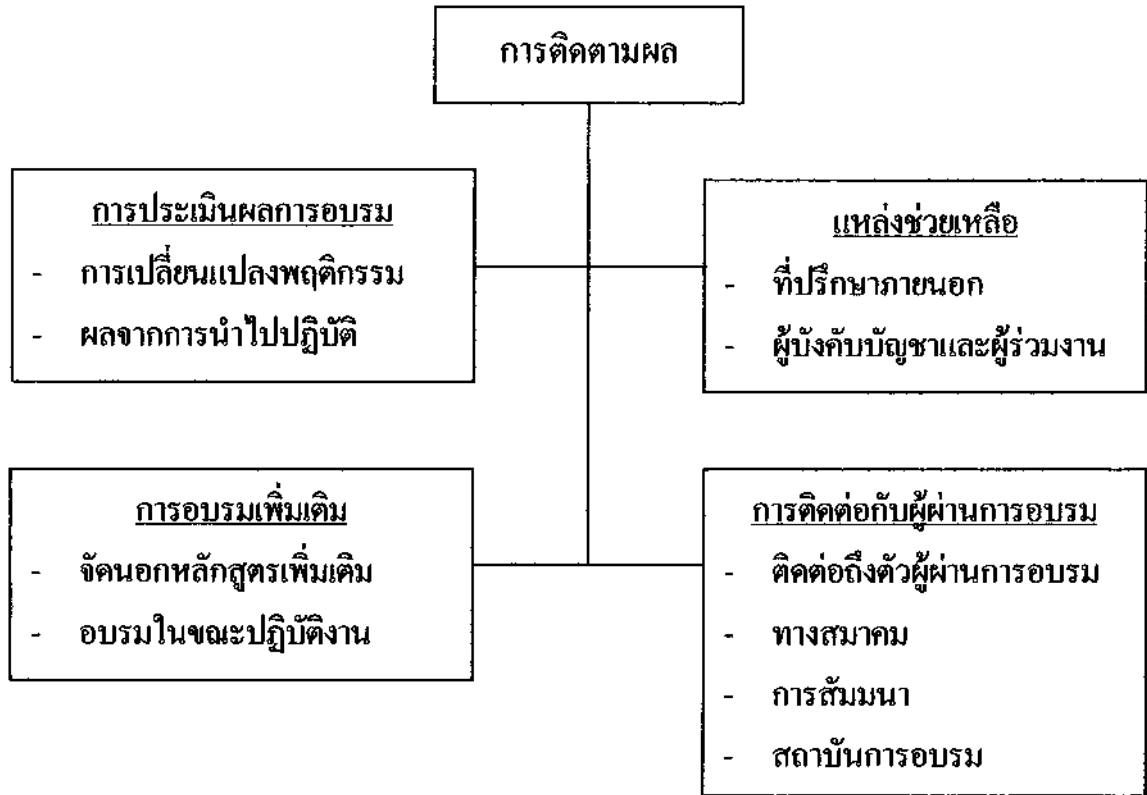 การติดตามผล
การประเมินผลการอบรม
- การเปลี่ยนแปลงพฤติกรรม
- ผลจากการนำไปปฏิบัติ
แหล่งช่วยเหลือ
- ที่ปรึกษาภายนอก
- ผู้บังคับบัญชาและผู้ร่วมงาน
การอบรมเพิ่มเติม
- จัดนอกหลักสูตรเพิ่มเติม
- อบรมในขณะปฏิบัติงาน
การติดต่อกับผู้ผ่านการอบรม
- ติดต่อถึงตัวผู้ผ่านการอบรม
- ทางสมาคม
- การสัมมนา
- สถาบันการอบรม